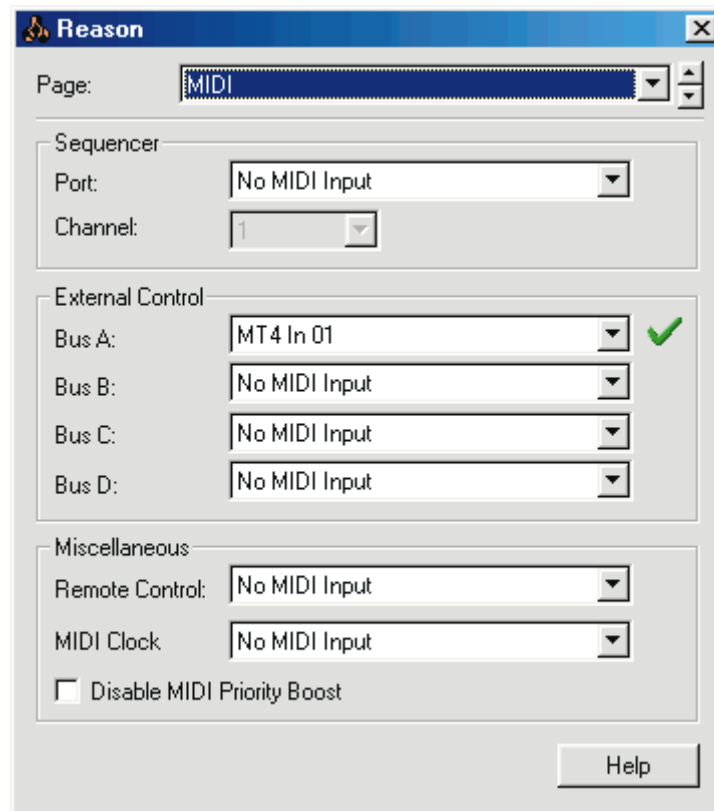 Reason
Page: MIDI
Sequencer
Port: No MIDI Input
Channel: 1
External Control
Bus A: MT4 In 01
Bus B: No MIDI Input
Bus C: No MIDI Input
Bus D: No MIDI Input
Miscellaneous
Remote Control: No MIDI Input
MIDI Clock No MIDI Input
Disable MIDI Priority Boost
Help